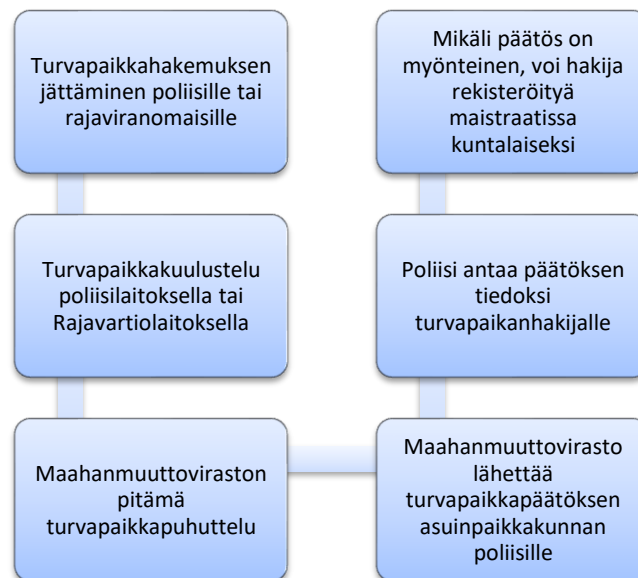 Turvapaikkahakemuksen
jättäminen poliisille tai
rajaviranomaisille
Turvapaikkakuulustelu
poliisilaitoksella tai
Rajavartiolaitoksella
Maahanmuuttoviraston
pitämä
turvapaikkapuhuttelu
Maahanmuuttovirasto
lähettää
turvapaikkapäätöksen
asuinpaikkakunnan
poliisille
Poliisi antaa päätöksen
tiedoksi
turvapaikanhakijalle
Mikäli päätös on
myönteinen, voi hakija
rekisteröityä
maistraatissa
kuntalaiseksi